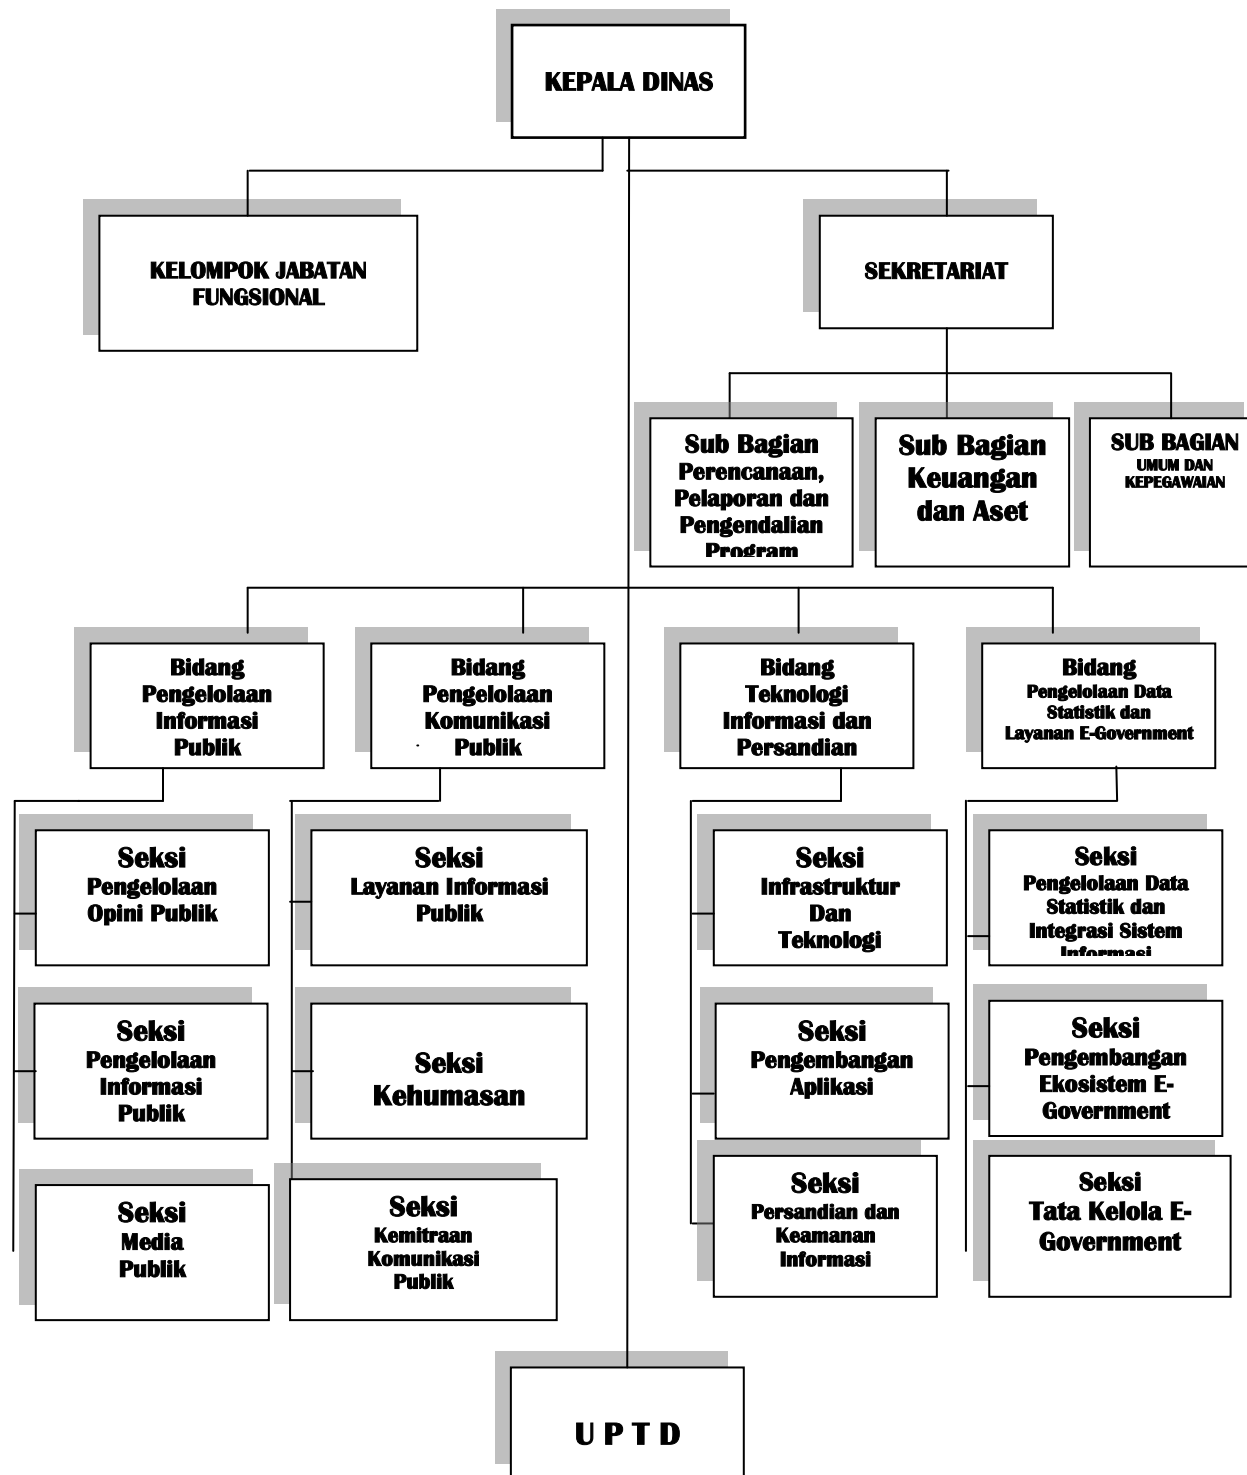 KEPALA DINAS
KELOMPOK JABATAN
FUNGSIONAL
SEKRETARIAT
Sub Bagian
Perencanaan,
Pelaporan dan
Pengendalian
Program
Sub Bagian
Keuangan
dan Aset
SUB BAGIAN
UMUM DAN
KEPEGAWAIAN
Bidang
Pengelolaan
Informasi
Publik
Bidang
Pengelolaan
Komunikasi
Publik
Bidang
Teknologi
Informasi dan
Persandian
Bidang
Pengelolaan Data
Statistik dan
Layanan E-Government
Seksi
Pengelolaan
Opini Publik
Seksi
Layanan Informasi
Publik
Seksi
Infrastruktur
Dan
Teknologi
Seksi
Pengelolaan Data
Statistik dan
Integrasi Sistem
Informasi
Seksi
Pengelolaan
Informasi
Publik
Seksi
Kehumasan
Seksi
Pengembangan
Aplikasi
Seksi
Pengembangan
Ekosistem E-
Government
Seksi
Media
Publik
Seksi
Kemitraan
Komunikasi
Publik
Seksi
Persandian dan
Keamanan
Informasi
Seksi
Tata Kelola E-
Government
U P T D